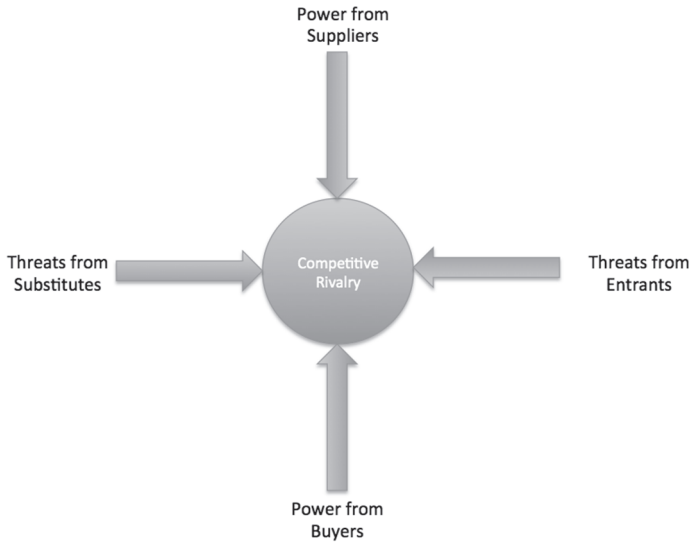 Power from
Suppliers
Threats from
Substitutes
Competitive
Rivalry
Threats from
Entrants
Power from
Buyers